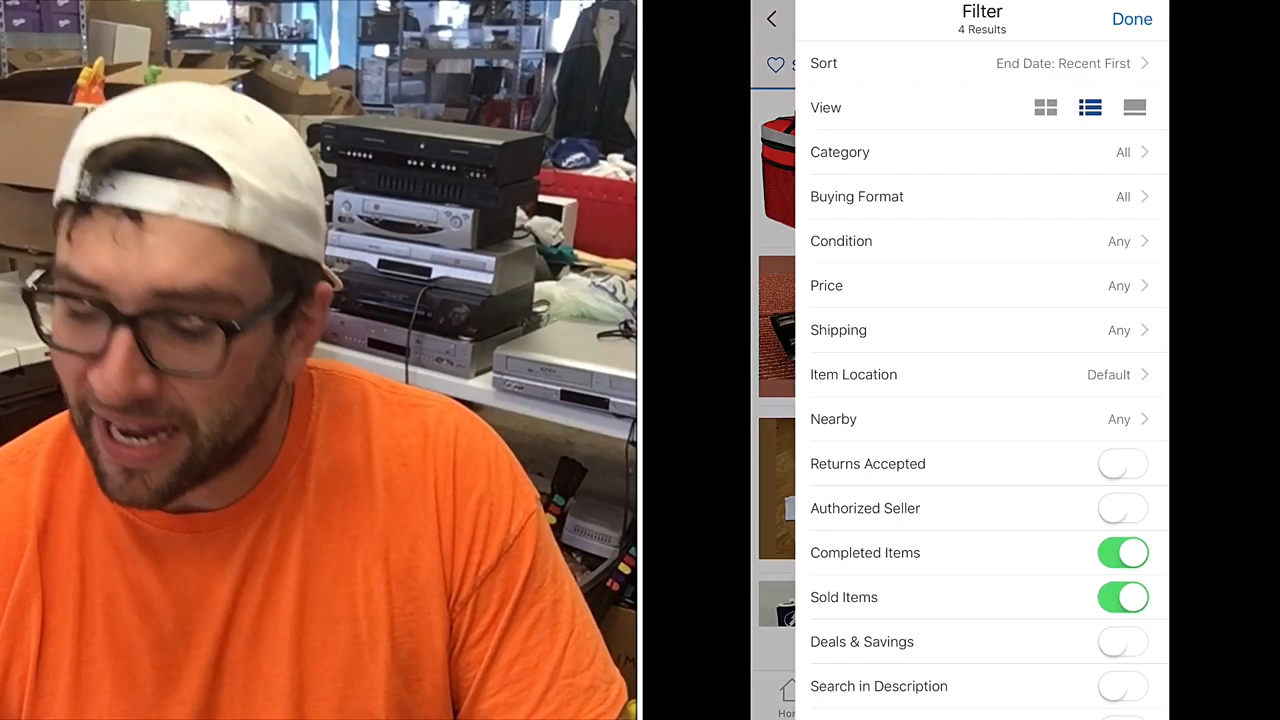 Filter
4 Results
Done
Sort End Date: Recent First
View
Category All
Buying Format All
Condition Any
Price Any
Shipping Any
Item Location Default
Nearby Any
Returns Accepted
Authorized Seller
Completed Items
Sold Items
Deals & Savings
Search in Description